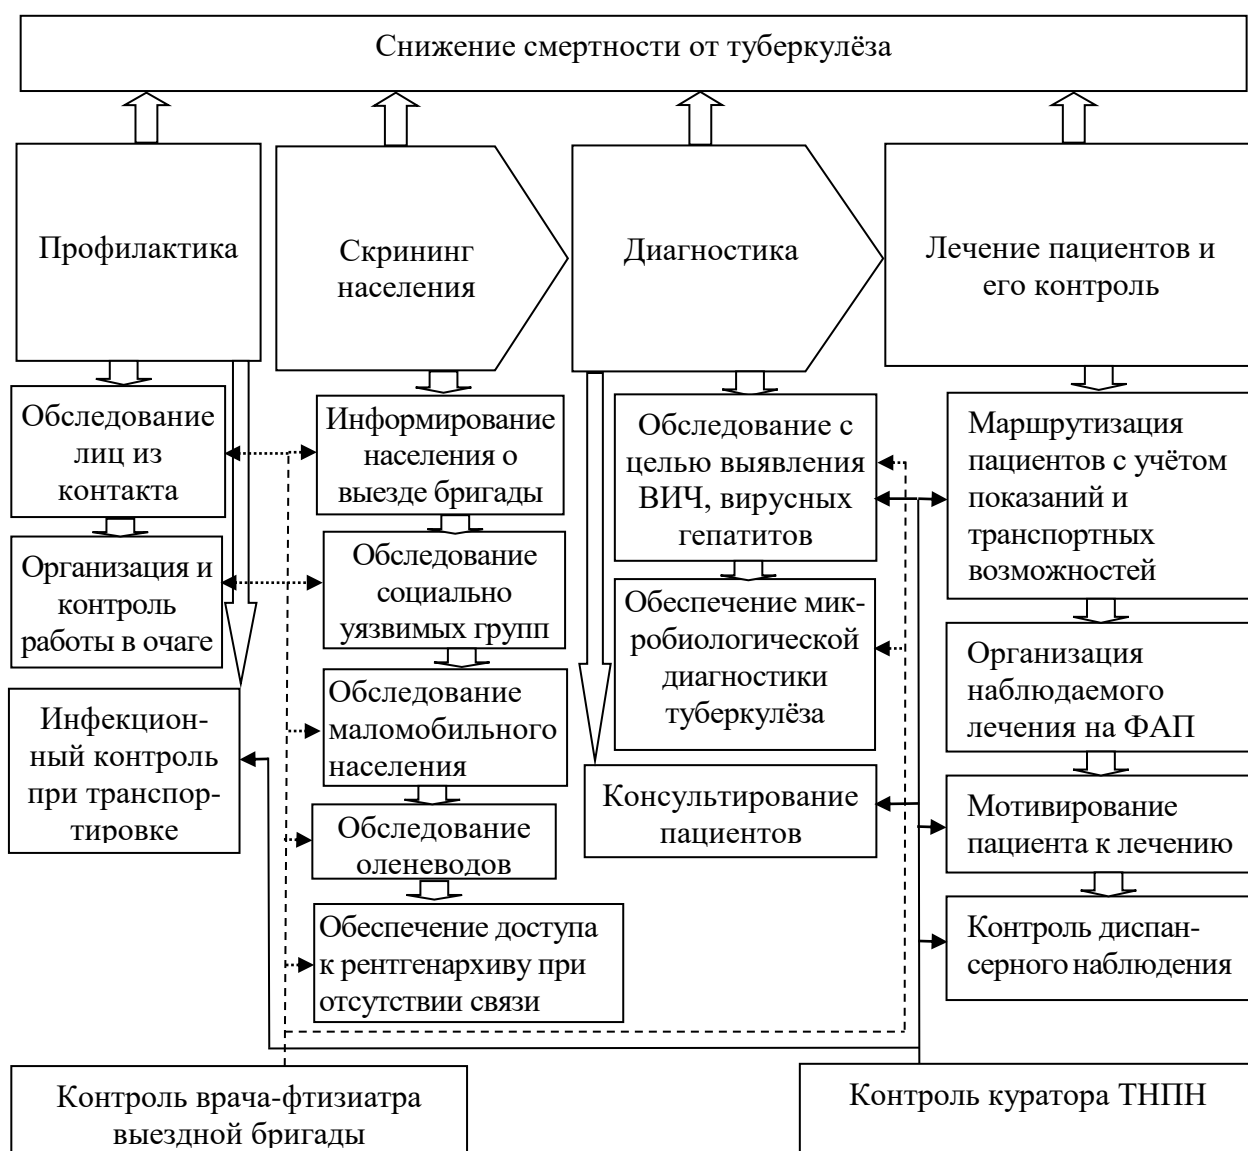 Снижение смертности от туберкулёза
Профилактика
Скрининг
населения
Диагностика
Лечение пациентов и
его контроль
Обследование
лиц из
контакта
Организация и
контроль
работы в очаге
Инфекцион-
ный контроль
при транспор-
тировке
Информирование
населения о
выезде бригады
Обследование
социально
уязвимых групп
Обследование
маломобильного
населения
Обследование
оленеводов
Обеспечение доступа
к рентгенархиву при
отсутствии связи
Обследование с
целью выявления
ВИЧ, вирусных
гепатитов
Обеспечение мик-
робиологической
диагностики
туберкулёза
Консультирование
пациентов
Маршрутизация
пациентов с учётом
показаний и
транспортных
возможностей
Организация
наблюдаемого
лечения на ФАП
Мотивирование
пациента к лечению
Контроль диспан-
серного наблюдения
Контроль врача-фтизиатра
выездной бригады
Контроль куратора ТНПН